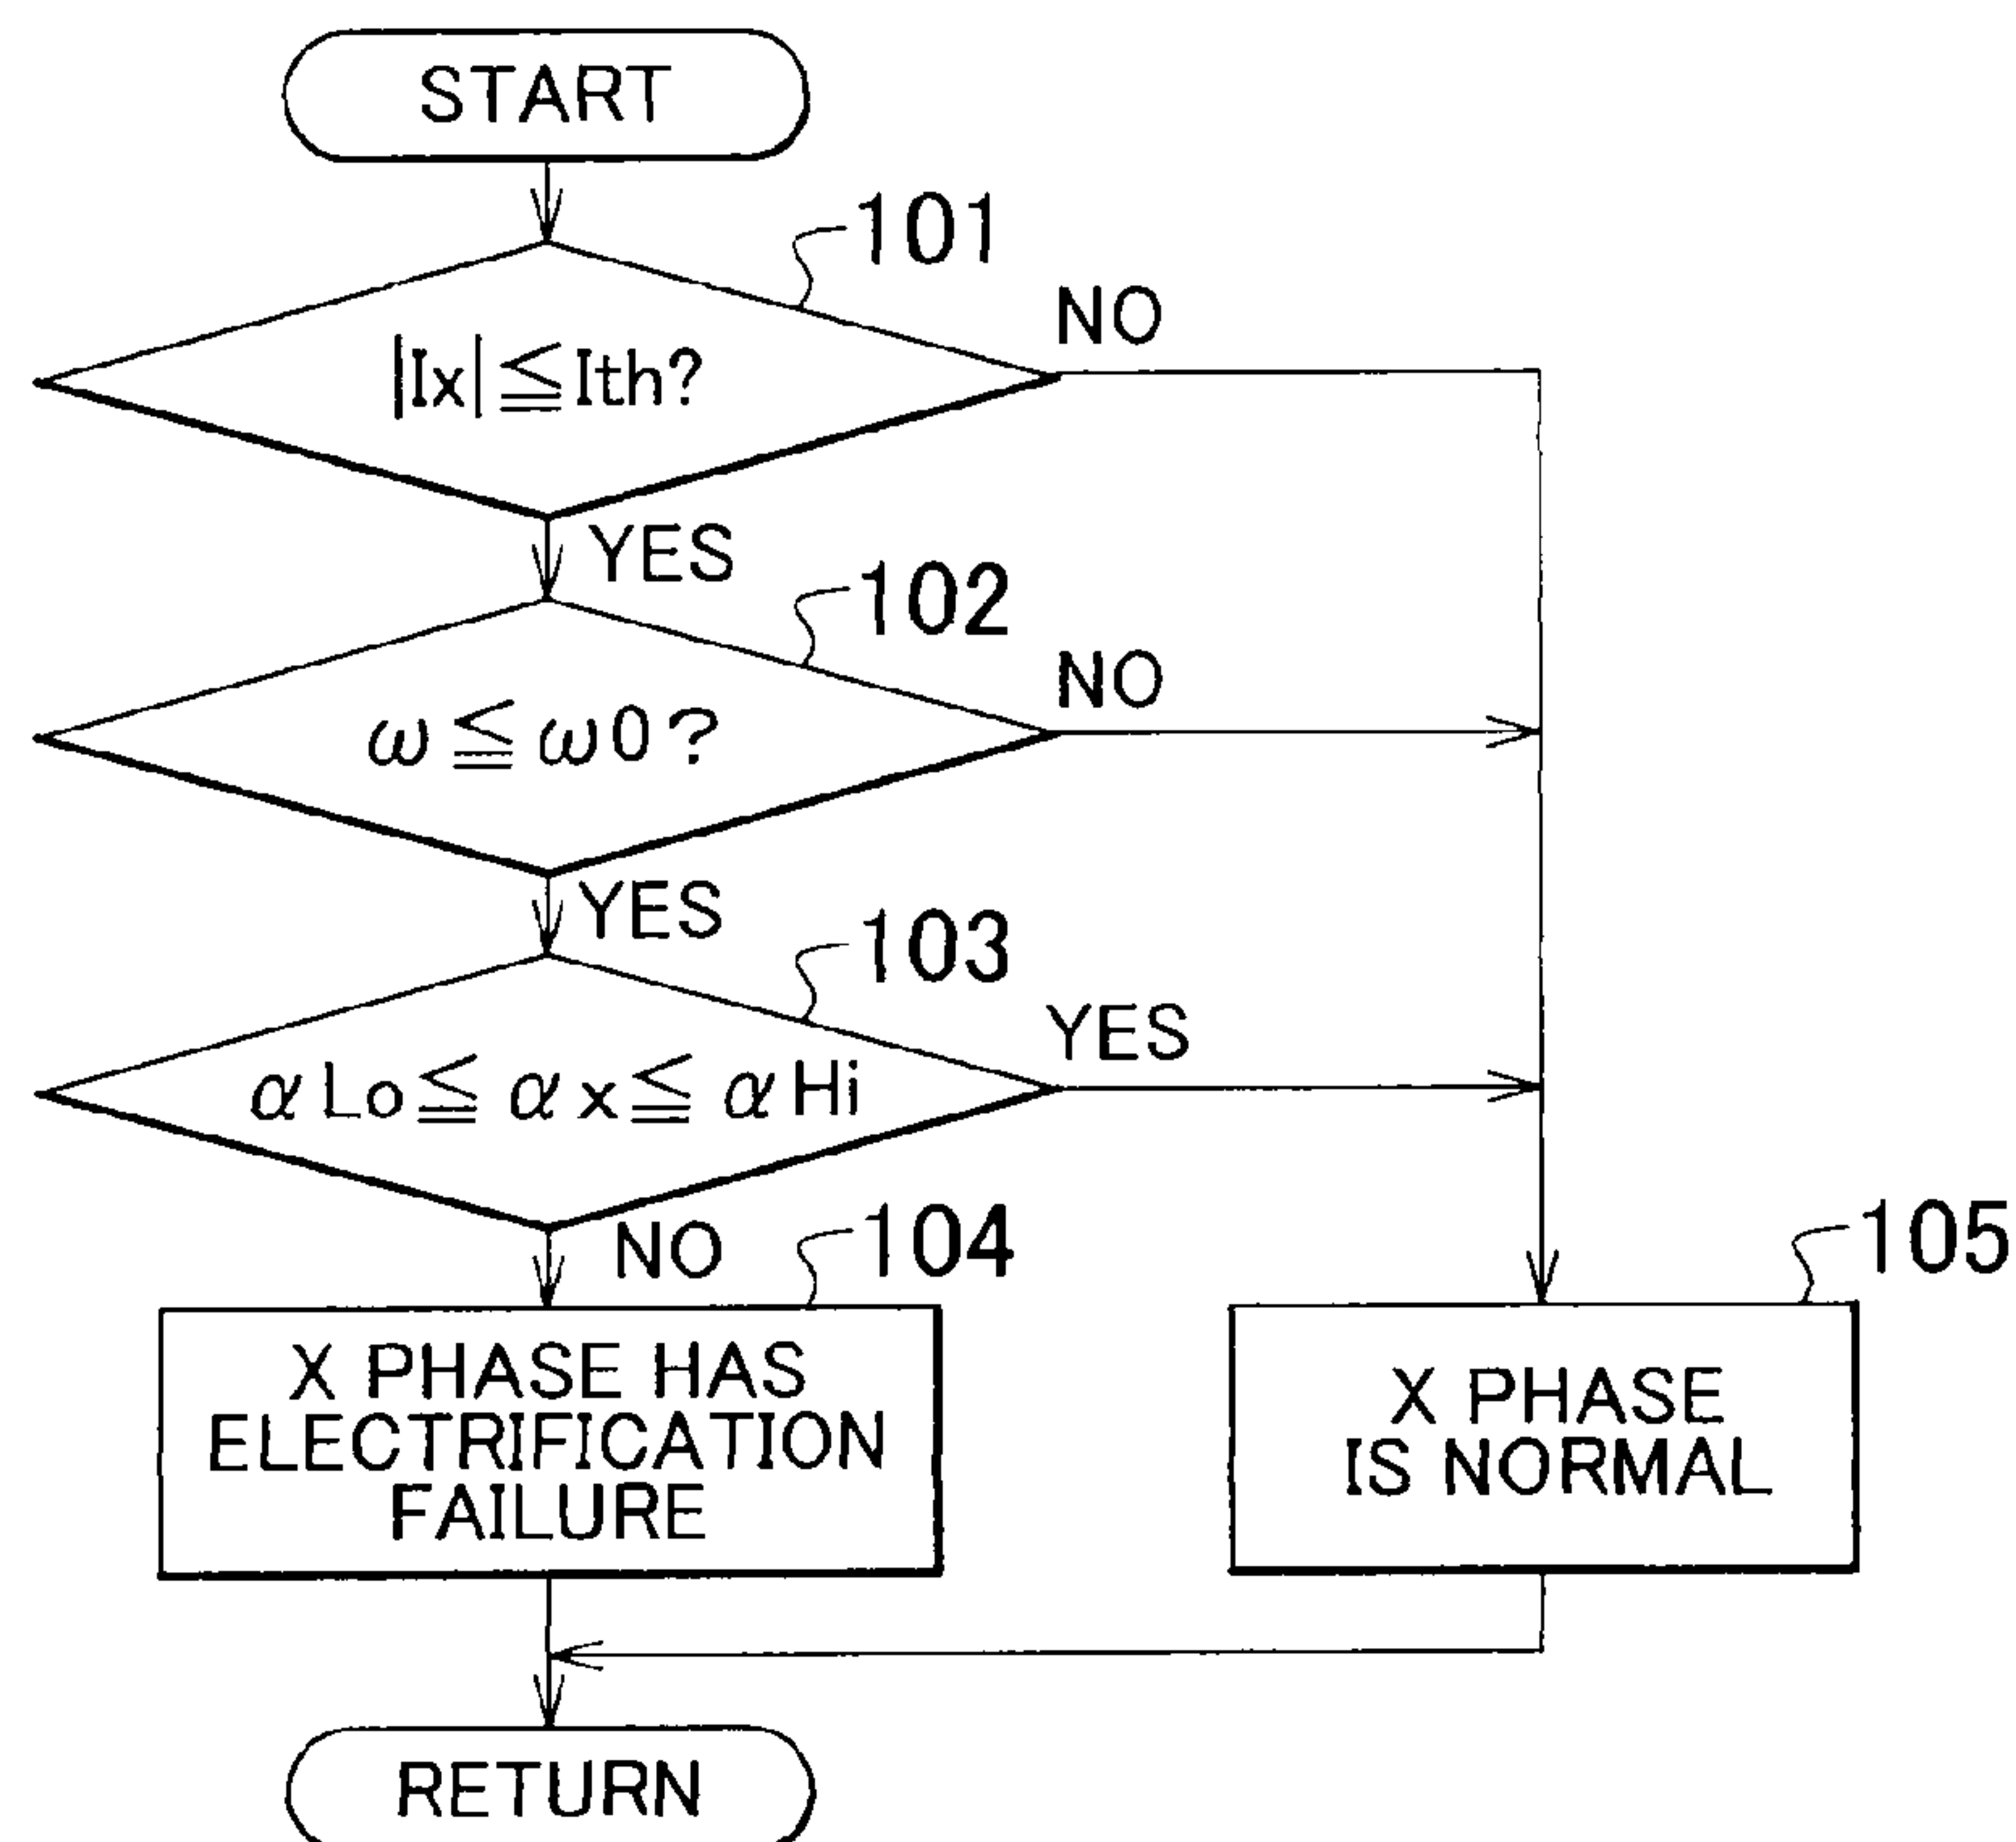 START
101
|Ix|≦Ith?
NO
YES
102
ω≦ω0?
NO
YES
103
αLo≦αx≦αHi
YES
NO
104
X PHASE HAS
ELECTRIFICATION
FAILURE
105
X PHASE
IS NORMAL
RETURN